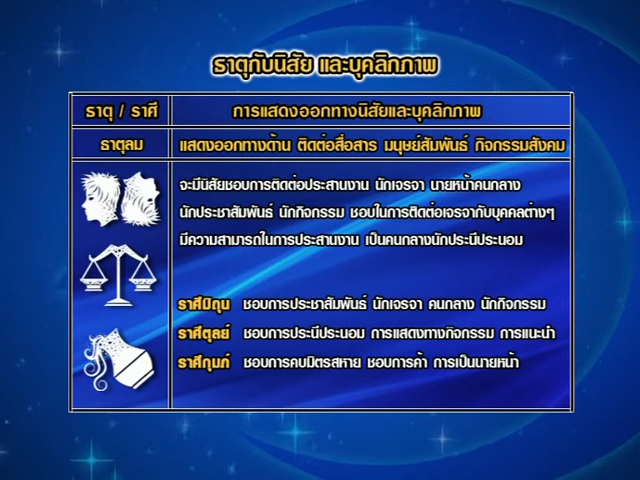 ธาตุกับนิสัย และบุคลิกภาพ
ธาตุ / ราศี การแสดงออกทางนิสัยและบุคลิกภาพ
ธาตุลม แสดงออกทางด้าน ติดต่อสื่อสาร มนุษย์สัมพันธ์ กิจกรรมสังคม
จะมีนิสัยชอบการติดต่อประสานงาน นักเจรจา นายหน้าคนกลาง
นักประชาสัมพันธ์ นักกิจกรรม ชอบในการติดต่อเจรจากับบุคคลต่างๆ
มีความสามารถในการประสานงาน เป็นคนกลางนักประนีประนอม
ราศีมิถุน ชอบการประชาสัมพันธ์ นักเจรจา คนกลาง นักกิจกรรม
ราศีตุลย์ ชอบการประนีประนอม การแสดงทางกิจกรรม การแนะนำ
ราศีกุมภ์ ชอบการคบมิตรสหาย ชอบการค้า การเป็นนายหน้า